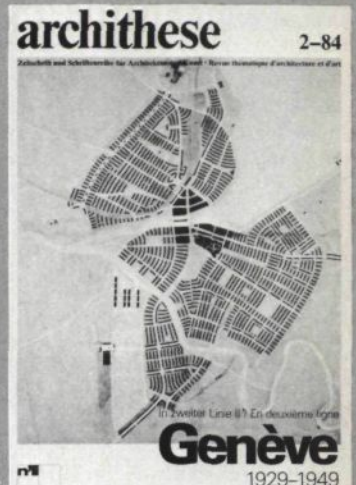 archithese
2–84
Zeitschrift und Schriftenreihe für Architektur und Kunst • Revue thématique d'architecture et d'art
in zweiter Linie II / En deuxième ligne
Genève
1929–1949